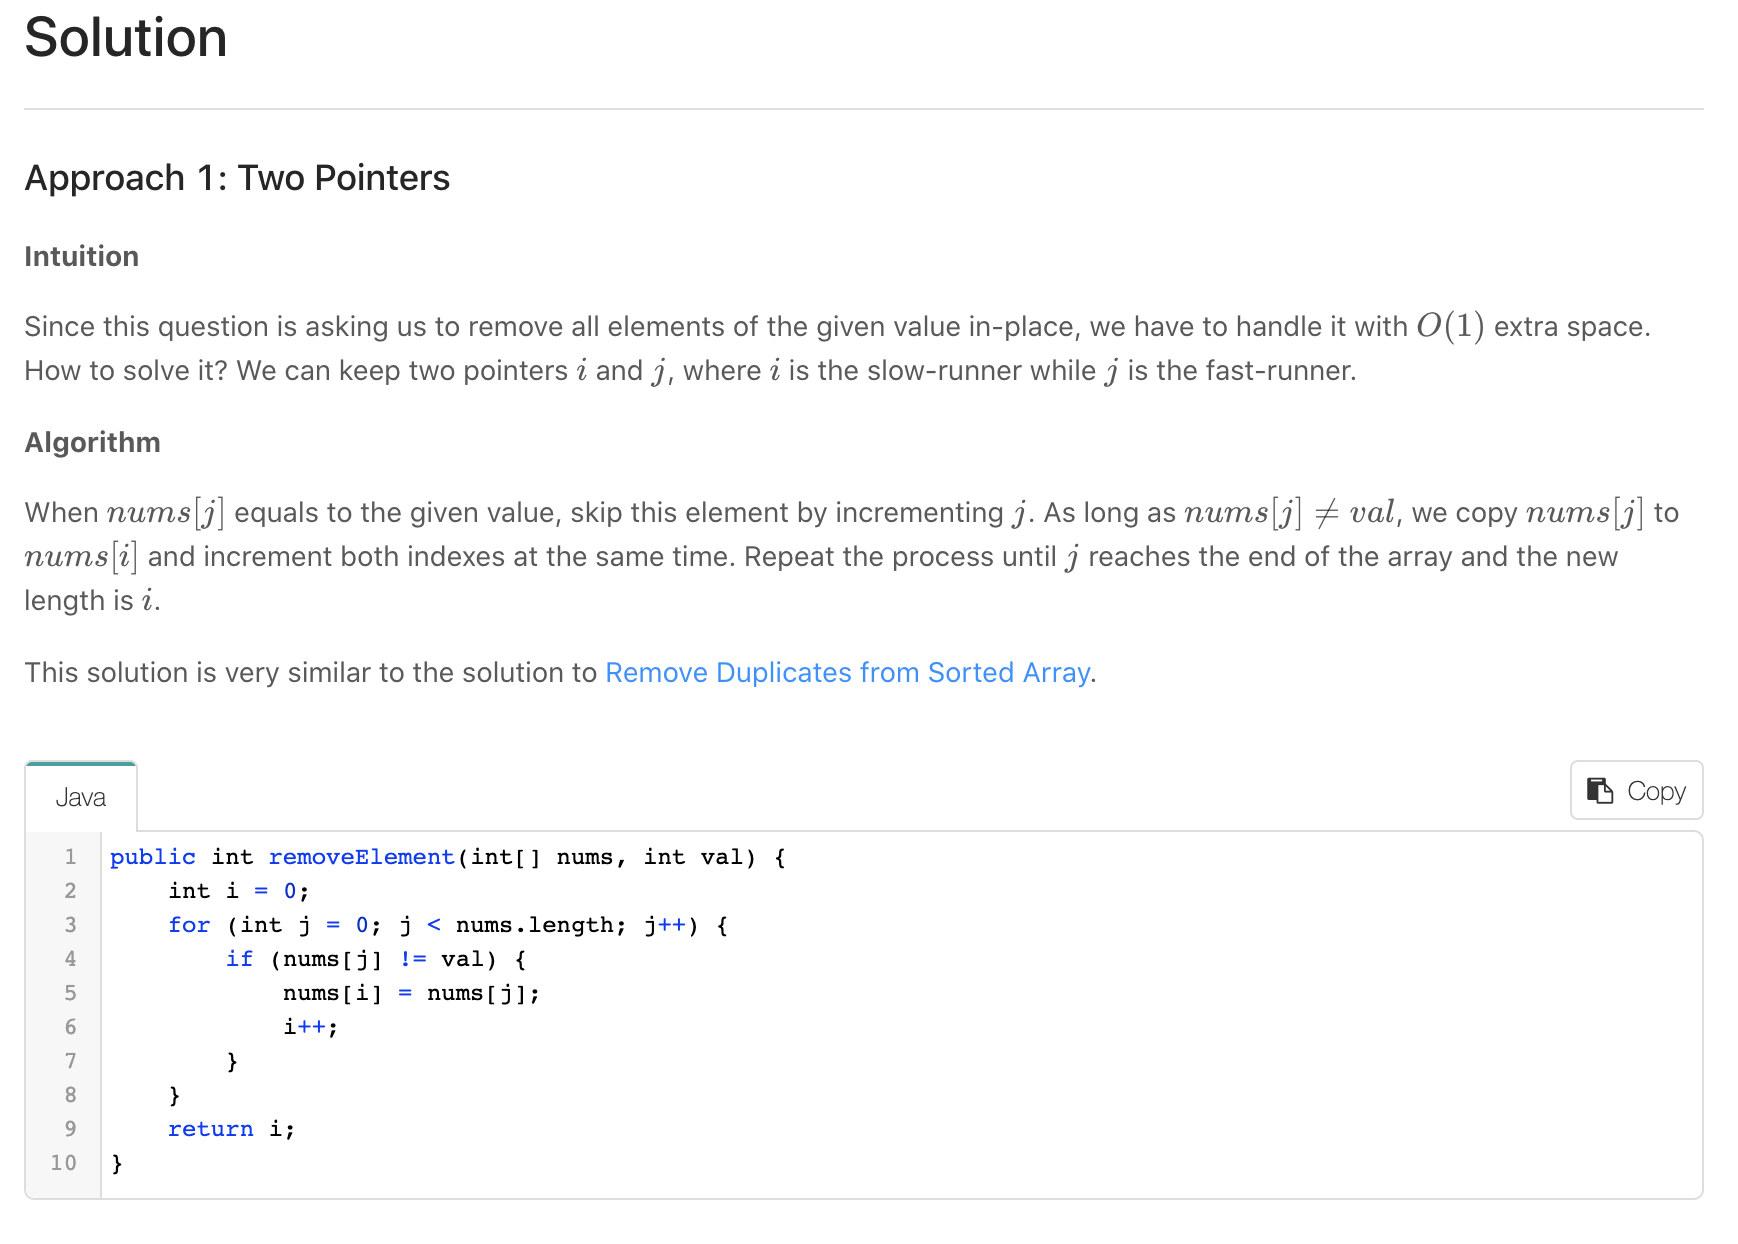 Solution
Approach 1: Two Pointers
Intuition
Since this question is asking us to remove all elements of the given value in-place, we have to handle it with O(1) extra space.
How to solve it? We can keep two pointers i and j, where i is the slow-runner while j is the fast-runner.
Algorithm
When nums[j] equals to the given value, skip this element by incrementing j. As long as nums[j] ≠ val, we copy nums[j] to
nums[i] and increment both indexes at the same time. Repeat the process until j reaches the end of the array and the new
length is i.
This solution is very similar to the solution to Remove Duplicates from Sorted Array.
Java
Copy
1 public int removeElement(int[] nums, int val) {
2     int i = 0;
3     for (int j = 0; j < nums.length; j++) {
4         if (nums[j] != val) {
5             nums[i] = nums[j];
6             i++;
7         }
8     }
9     return i;
10 }